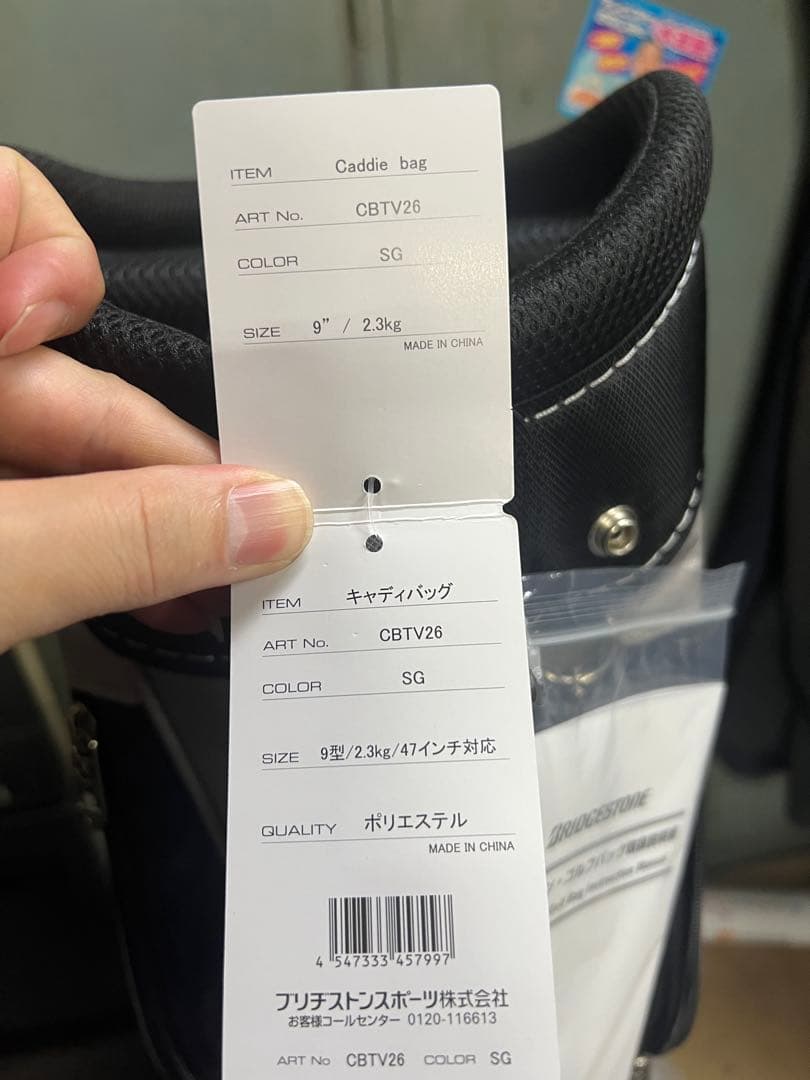 ITEM Caddie bag
ART No. CBTV26
COLOR SG
SIZE 9” / 2.3kg
MADE IN CHINA
ITEM キャディバッグ
ART No. CBTV26
COLOR SG
SIZE 9型/2.3kg/47インチ対応
QUALITY ポリエステル
MADE IN CHINA
4 547333 457997
ブリヂストンスポーツ株式会社
お客様コールセンター 0120-116613
ART No CBTV26 COLOR SG
BRIDGESTONE